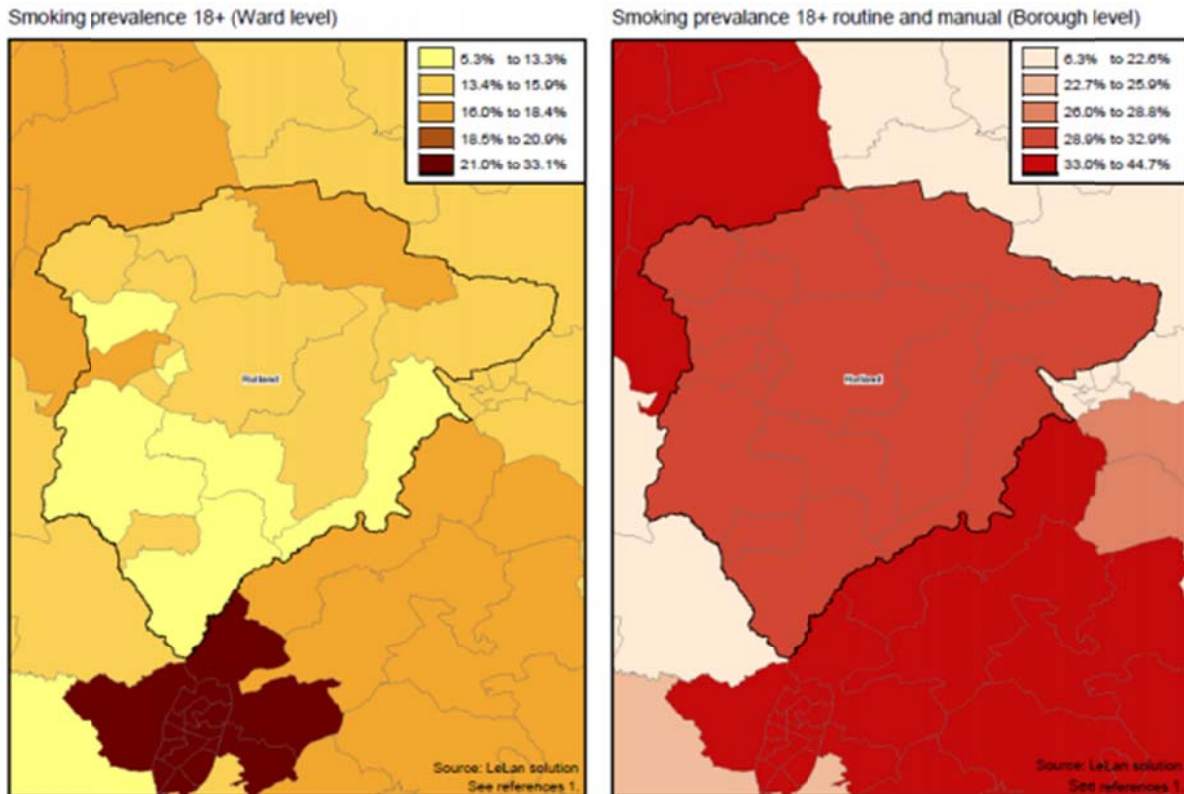 Smoking prevalence 18+ (Ward level)
5.3% to 13.3%
13.4% to 15.9%
16.0% to 18.4%
18.5% to 20.9%
21.0% to 33.1%
Rutland
Source: LeLan solution
See references 1.
Smoking prevalance 18+ routine and manual (Borough level)
6.3% to 22.6%
22.7% to 25.9%
26.0% to 28.8%
28.9% to 32.9%
33.0% to 44.7%
Rutland
Source: LeLan solution
See references 1.